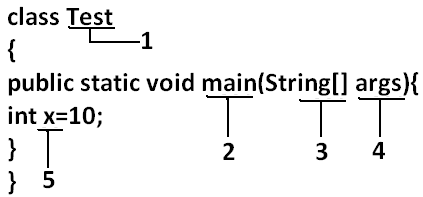 class Test
1
{
public static void main(String[] args){
int x=10;
}
2 3 4
} 5